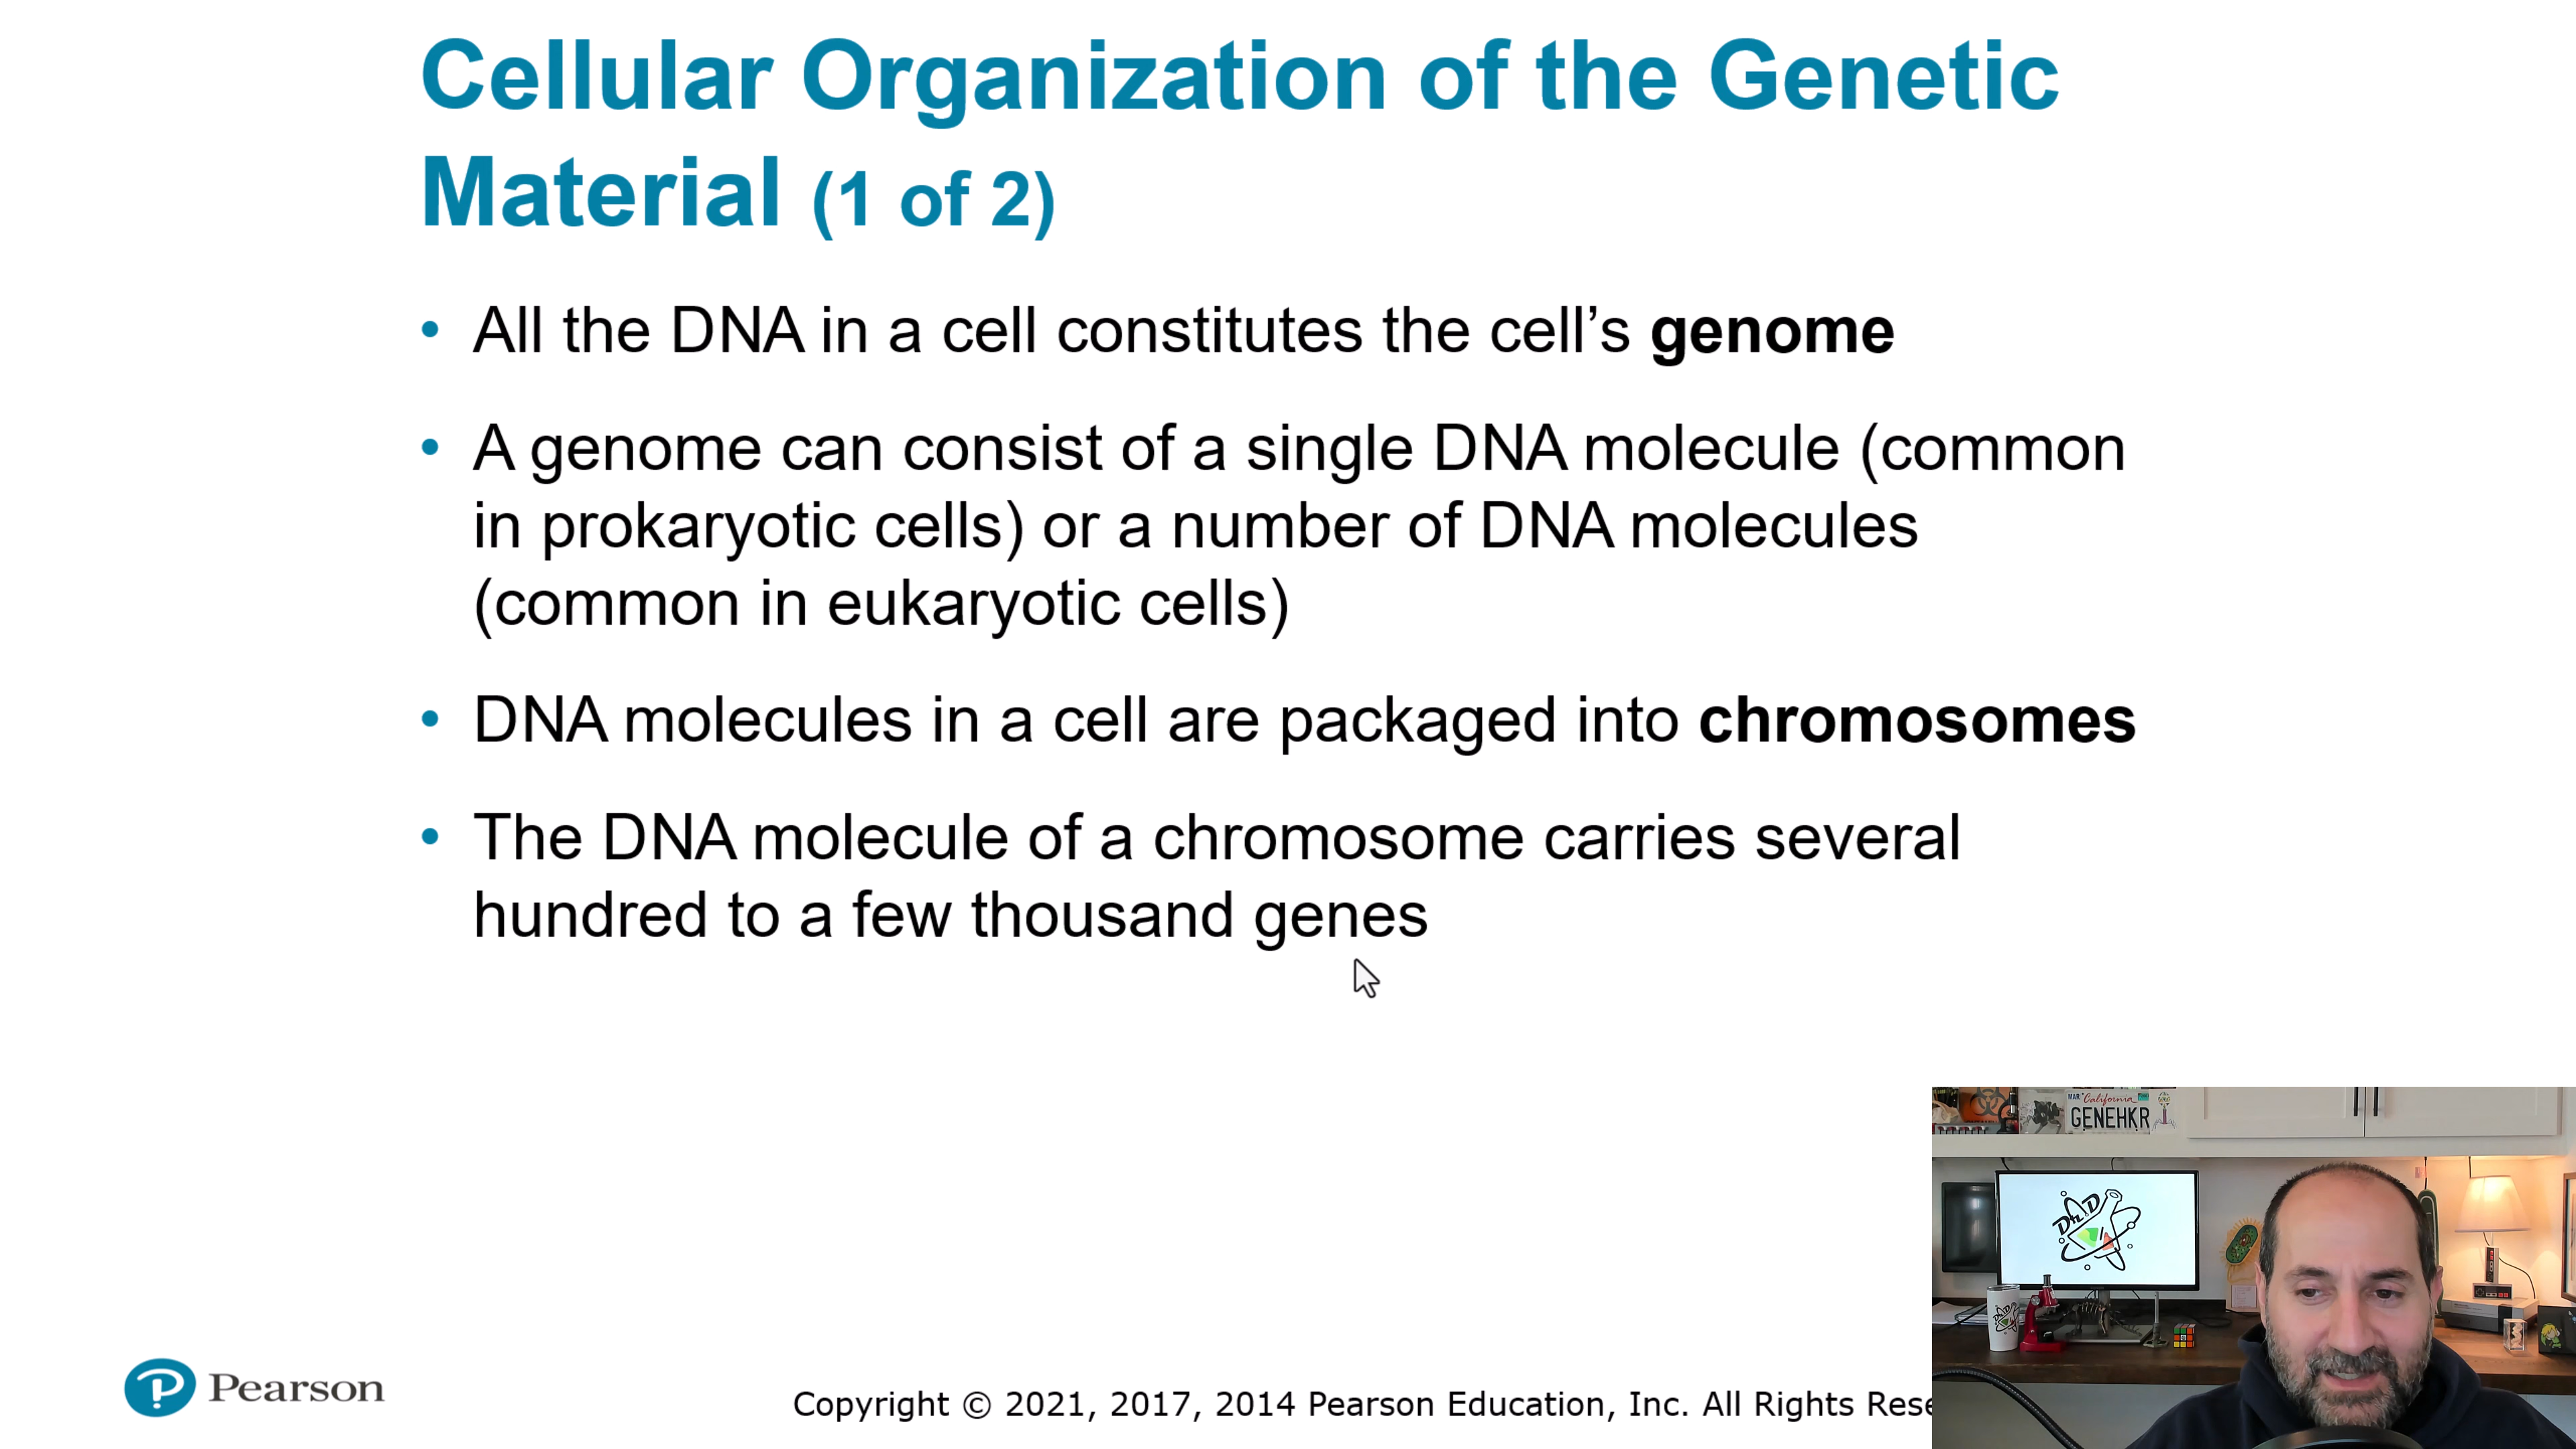 Cellular Organization of the Genetic
Material (1 of 2)
• All the DNA in a cell constitutes the cell’s genome
• A genome can consist of a single DNA molecule (common
in prokaryotic cells) or a number of DNA molecules
(common in eukaryotic cells)
• DNA molecules in a cell are packaged into chromosomes
• The DNA molecule of a chromosome carries several
hundred to a few thousand genes
MAR California
GENEHKR
Pearson
Copyright © 2021, 2017, 2014 Pearson Education, Inc. All Rights Rese